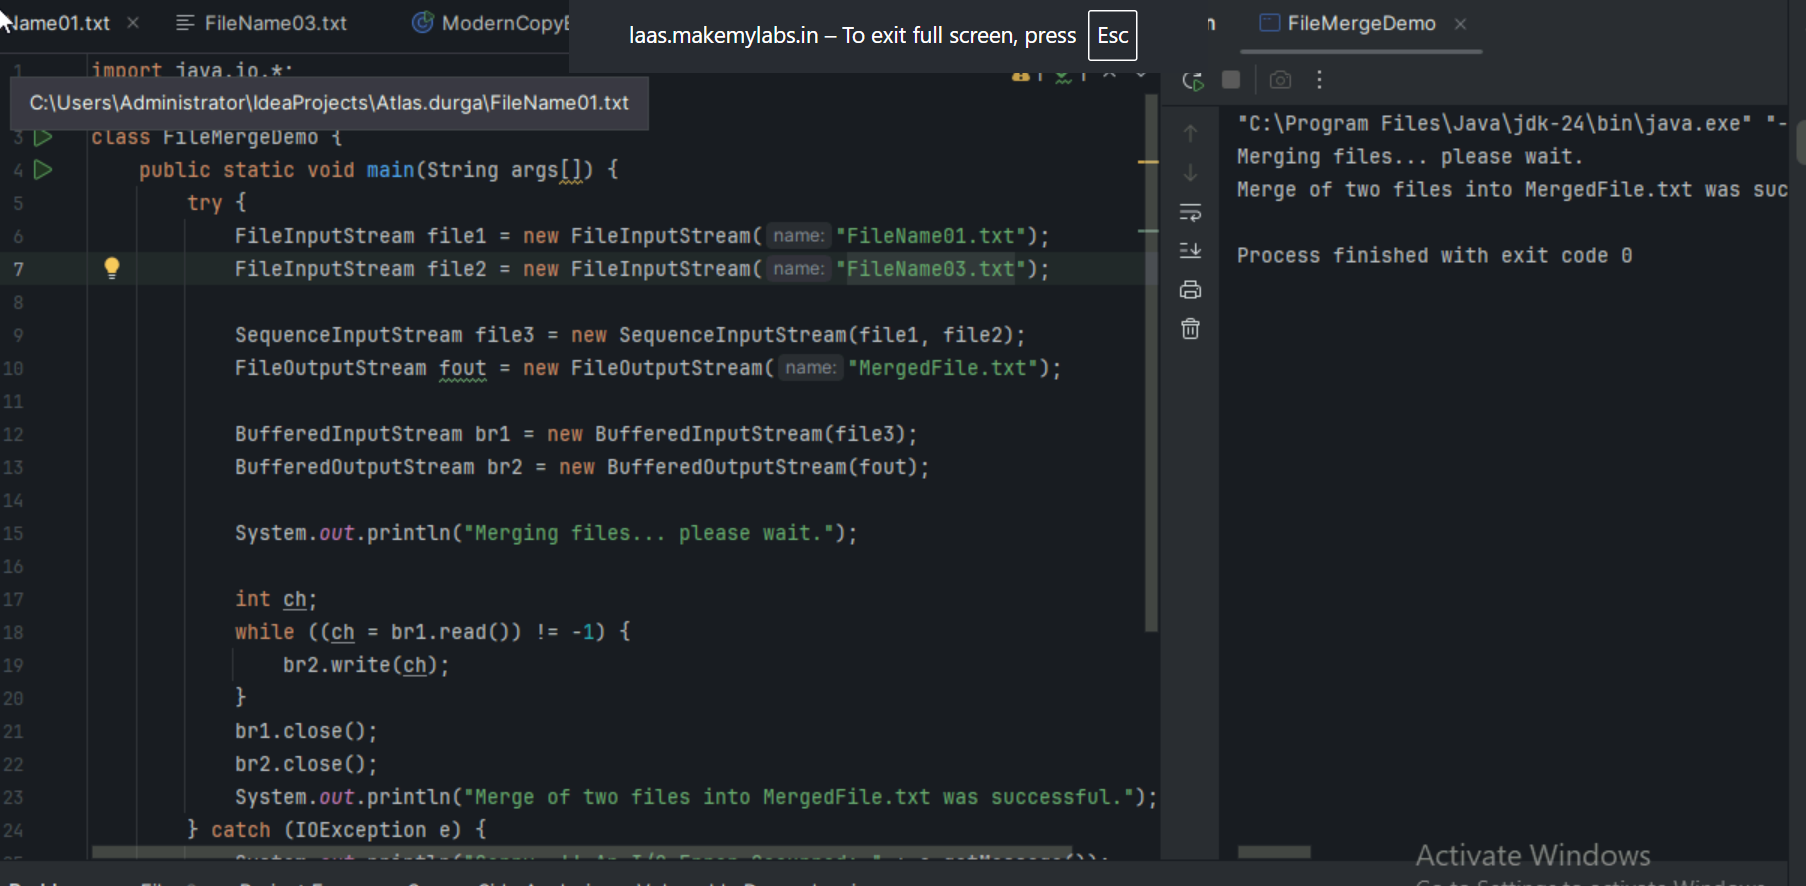 Name01.txt
FileName03.txt
laas.makemylabs.in – To exit full screen, press Esc
FileMergeDemo
1 import java.io.*;
C:\Users\Administrator\IdeaProjects\Atlas.durga\FileName01.txt
3 class FileMergeDemo {
4 public static void main(String args[]) {
5 try {
6 FileInputStream file1 = new FileInputStream( name: "FileName01.txt");
7 FileInputStream file2 = new FileInputStream( name: "FileName03.txt");
8
9 SequenceInputStream file3 = new SequenceInputStream(file1, file2);
10 FileOutputStream fout = new FileOutputStream( name: "MergedFile.txt");
11
12 BufferedInputStream br1 = new BufferedInputStream(file3);
13 BufferedOutputStream br2 = new BufferedOutputStream(fout);
14
15 System.out.println("Merging files... please wait.");
16
17 int ch;
18 while ((ch = br1.read()) != -1) {
19 br2.write(ch);
20 }
21 br1.close();
22 br2.close();
23 System.out.println("Merge of two files into MergedFile.txt was successful.");
24 } catch (IOException e) {
"C:\Program Files\Java\jdk-24\bin\java.exe" "-
Merging files... please wait.
Merge of two files into MergedFile.txt was suc
Process finished with exit code 0
Activate Windows